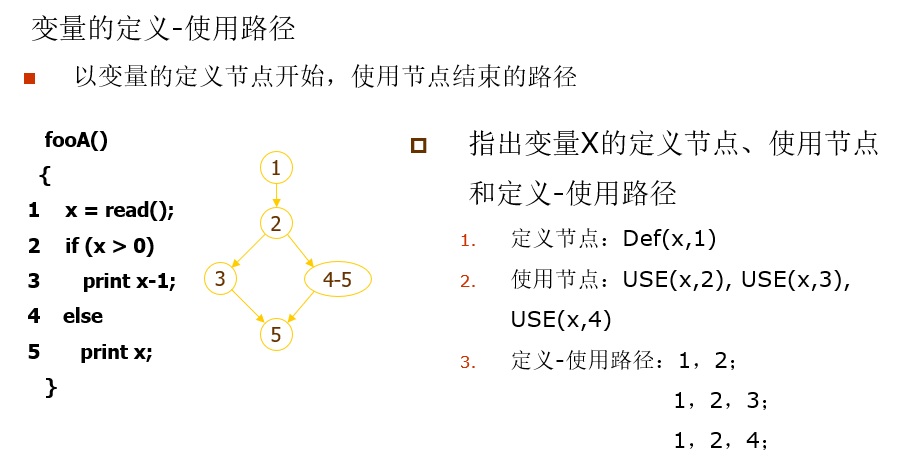 变量的定义-使用路径
以变量的定义节点开始，使用节点结束的路径
fooA()
{
1 x = read();
2 if (x > 0)
3 print x-1;
4 else
5 print x;
}
1
2
3
4-5
5
指出变量X的定义节点、使用节点
和定义-使用路径
1. 定义节点：Def(x,1)
2. 使用节点：USE(x,2), USE(x,3),
USE(x,4)
3. 定义-使用路径：1，2；
1，2，3；
1，2，4；